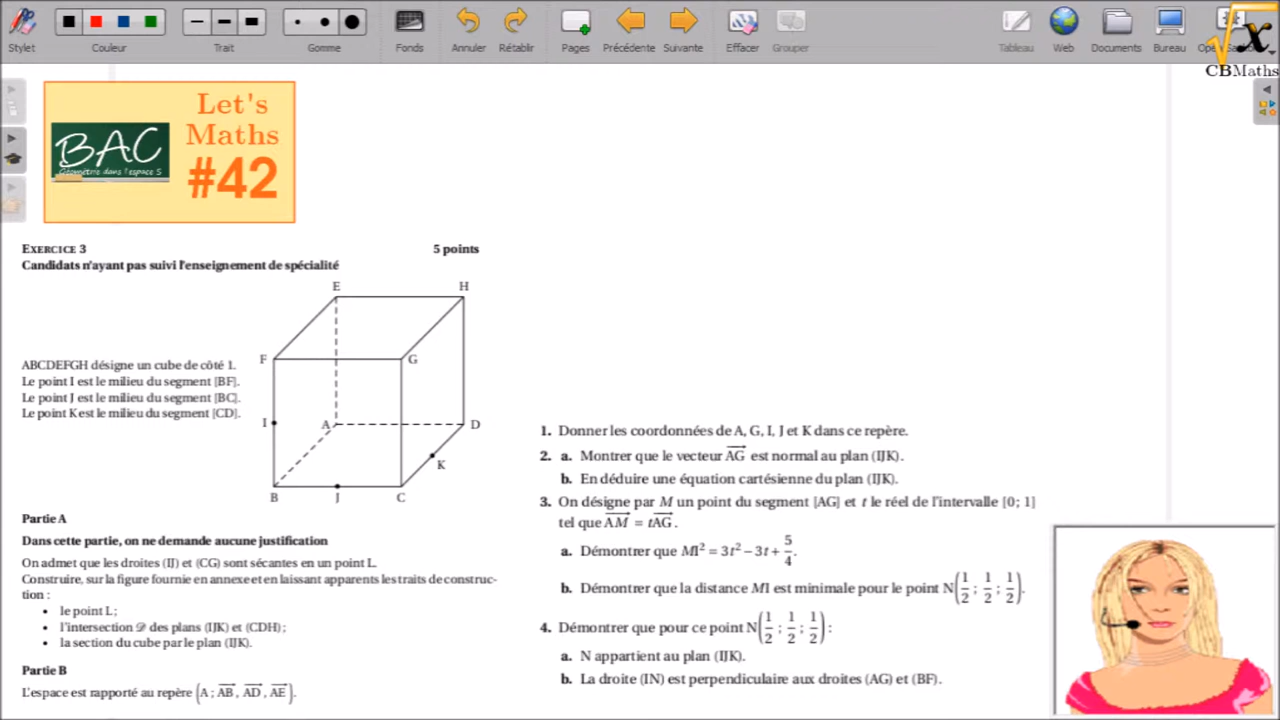 Stylet
Couleur
Trait
Gomme
Fonds
Annuler
Rétablir
Pages
Précédente
Suivante
Effacer
Grouper
Tableau
Web
Documents
Bureau
CBMaths
Let's
Maths
#42
BAC
Géométrie dans l'espace S
EXERCICE 3 5 points
Candidats n'ayant pas suivi l'enseignement de spécialité
ABCDEFGH désigne un cube de côté 1.
Le point I est le milieu du segment [BF].
Le point J est le milieu du segment [BC].
Le point K est le milieu du segment [CD].
E H
F G
I A D
K
B J C
Partie A
Dans cette partie, on ne demande aucune justification
On admet que les droites (IJ) et (CG) sont sécantes en un point L.
Construire, sur la figure fournie en annexe et en laissant apparents les traits de construc-
tion :
• le point L ;
• l'intersection 𝒟 des plans (IJK) et (CDH) ;
• la section du cube par le plan (IJK).
Partie B
L'espace est rapporté au repère (A ; AB, AD, AE).
1. Donner les coordonnées de A, G, I, J et K dans ce repère.
2. a. Montrer que le vecteur AG est normal au plan (IJK).
b. En déduire une équation cartésienne du plan (IJK).
3. On désigne par M un point du segment [AG] et t le réel de l'intervalle [0; 1]
tel que AM = tAG.
a. Démontrer que MI² = 3t² − 3t + 5/4.
b. Démontrer que la distance MI est minimale pour le point N(1/2 ; 1/2 ; 1/2).
4. Démontrer que pour ce point N(1/2 ; 1/2 ; 1/2) :
a. N appartient au plan (IJK).
b. La droite (IN) est perpendiculaire aux droites (AG) et (BF).